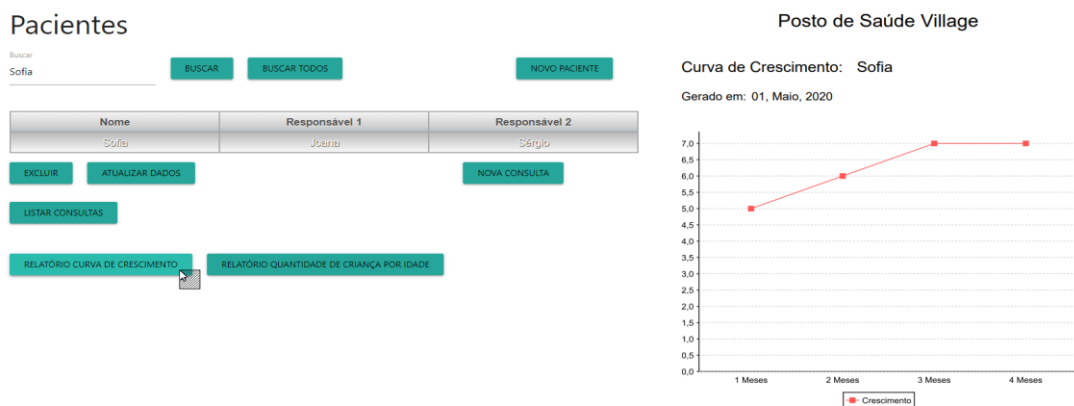 Pacientes
Buscar
Sofia
BUSCAR
BUSCAR TODOS
NOVO PACIENTE
Nome
Responsável 1
Responsável 2
Sofia
Joana
Sérgio
EXCLUIR
ATUALIZAR DADOS
NOVA CONSULTA
LISTAR CONSULTAS
RELATÓRIO CURVA DE CRESCIMENTO
RELATÓRIO QUANTIDADE DE CRIANÇA POR IDADE
Posto de Saúde Village
Curva de Crescimento: Sofia
Gerado em: 01, Maio, 2020
7,0
6,5
6,0
5,5
5,0
4,5
4,0
3,5
3,0
2,5
2,0
1,5
1,0
0,5
0,0
1 Meses 2 Meses 3 Meses 4 Meses
Crescimento